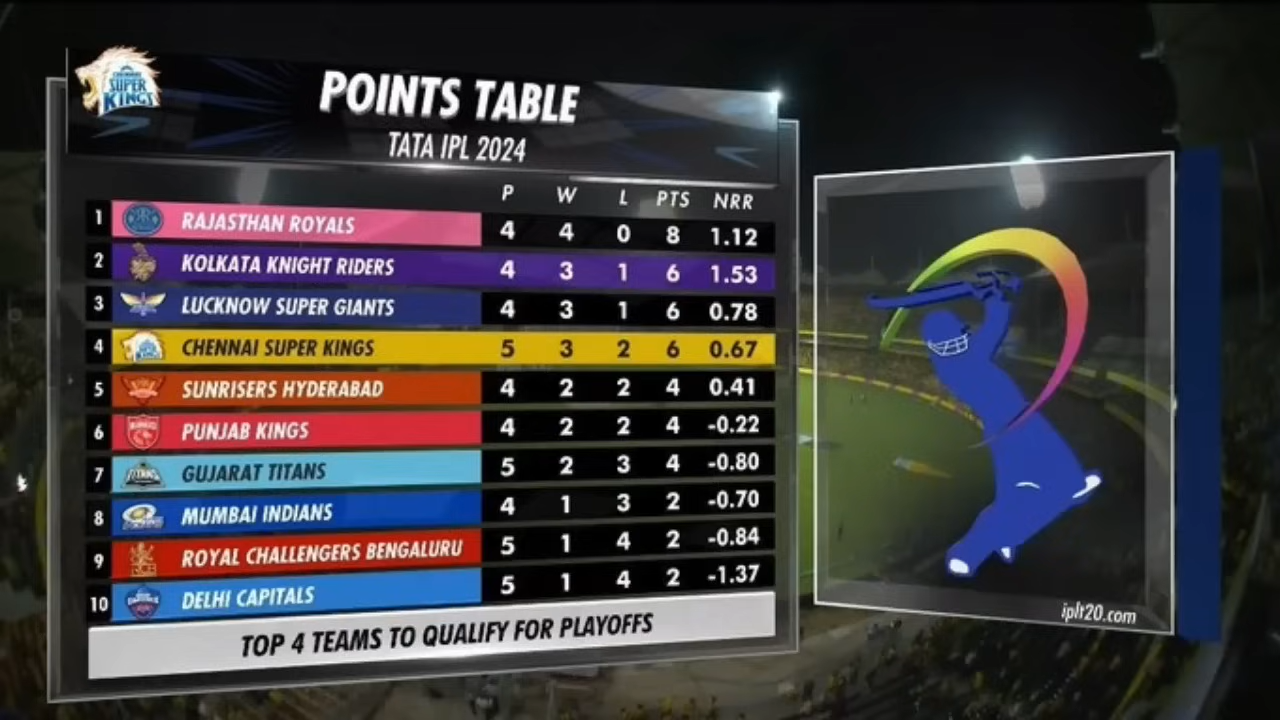 CHENNAI
SUPER
KINGS
POINTS TABLE
TATA IPL 2024
P W L PTS NRR
1 RAJASTHAN ROYALS 4 4 0 8 1.12
2 KOLKATA KNIGHT RIDERS 4 3 1 6 1.53
3 LUCKNOW SUPER GIANTS 4 3 1 6 0.78
4 CHENNAI SUPER KINGS 5 3 2 6 0.67
5 SUNRISERS HYDERABAD 4 2 2 4 0.41
6 PUNJAB KINGS 4 2 2 4 -0.22
7 GUJARAT TITANS 5 2 3 4 -0.80
8 MUMBAI INDIANS 4 1 3 2 -0.70
9 ROYAL CHALLENGERS BENGALURU 5 1 4 2 -0.84
10 DELHI CAPITALS 5 1 4 2 -1.37
TOP 4 TEAMS TO QUALIFY FOR PLAYOFFS
iplt20.com